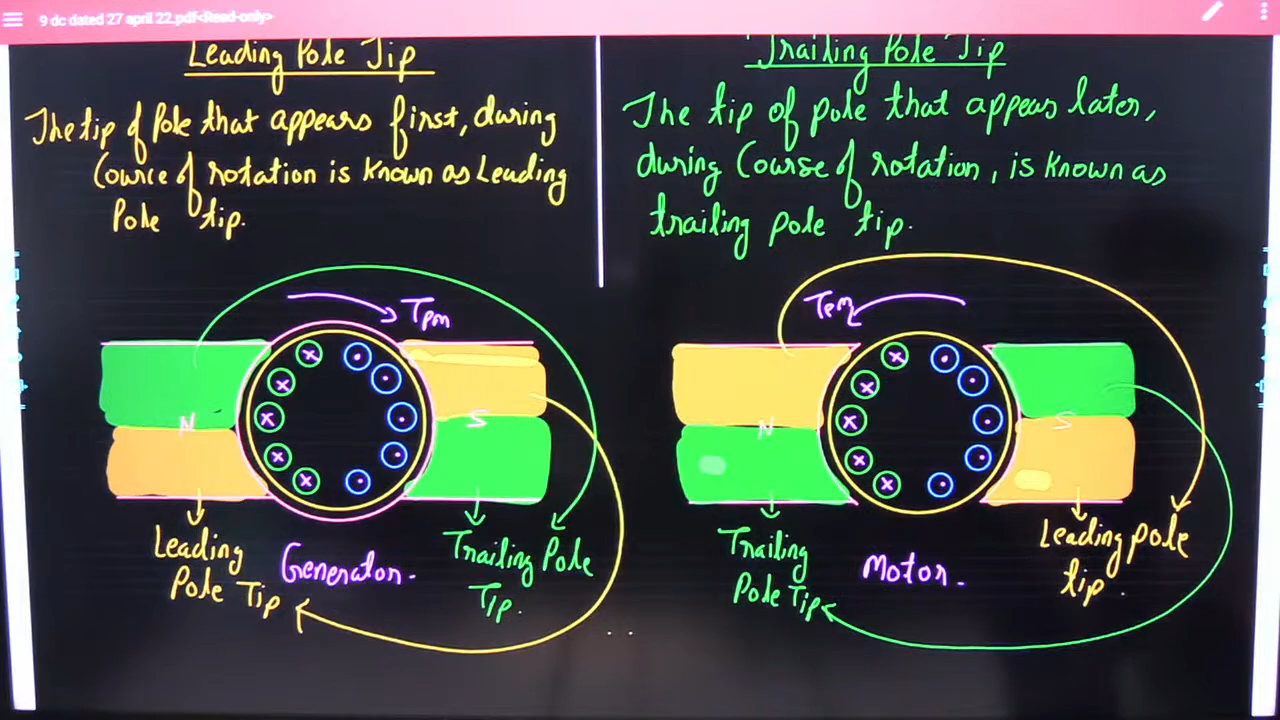 9 dc dated 27 april 22.pdf<Read-only>
Leading Pole Tip
The tip of Pole that appears first, during
Cource of rotation is known as Leading
Pole tip.
Trailing Pole Tip
The tip of pole that appeas later,
during Course of rotation, is known as
trailing pole tip.
Tpm
N
S
Leading
Pole Tip
Generator.
Trailing Pole
Tip.
Tem
N
S
Trailing
Pole Tip
Motor.
Leading pole
tip.